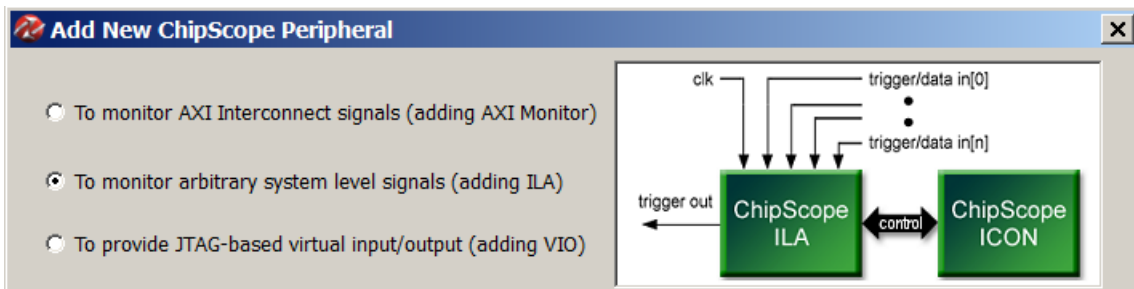 Add New ChipScope Peripheral
To monitor AXI Interconnect signals (adding AXI Monitor)
To monitor arbitrary system level signals (adding ILA)
To provide JTAG-based virtual input/output (adding VIO)
clk
trigger/data in[0]
trigger/data in[n]
trigger out
ChipScope
ILA
control
ChipScope
ICON